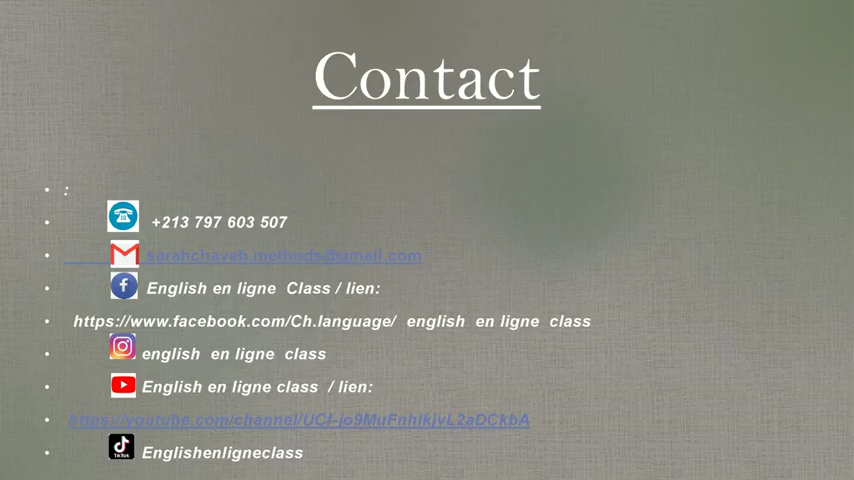 Contact
• :
• +213 797 603 507
• sarahchayeb.methods@gmail.com
• English en ligne Class / lien:
• https://www.facebook.com/Ch.language/ english en ligne class
• english en ligne class
• English en ligne class / lien:
• https://youtube.com/channel/
• TikTok Englishenligneclass